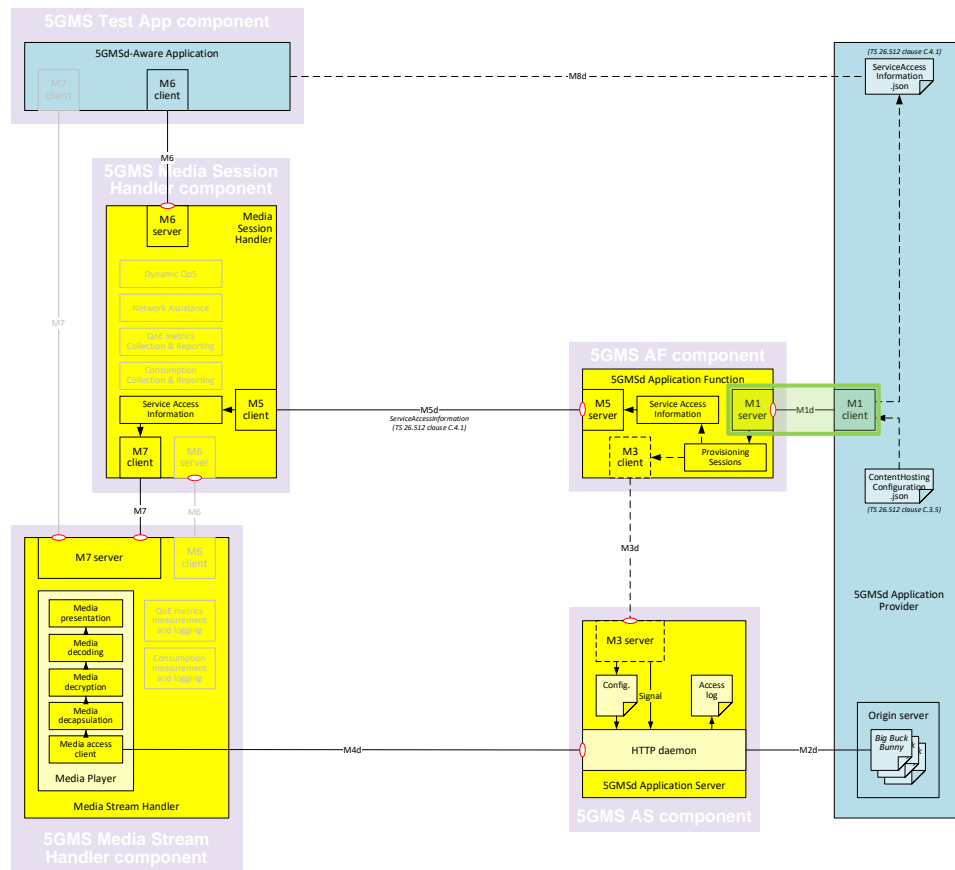 5GMS Test App component
5GMSd-Aware Application
M7
client
M6
client
M8d
(TS 26.512 clause C.4.1)
ServiceAccess
Information
.json
M6
5GMS Media Session
Handler component
M6
server
Media
Session
Handler
Dynamic QoS
Network Assistance
QoE metrics
Collection & Reporting
Consumption
Collection & Reporting
Service Access
Information
M5
client
M7
client
M6
server
M7
M5d
ServiceAccessInformation
(TS 26.512 clause C.4.1)
5GMS AF component
5GMSd Application Function
M5
server
Service Access
Information
M1
server
M1d
M1
client
M3
client
Provisioning
Sessions
ContentHosting
Configuration
.json
(TS 26.512 clause C.3.5)
M7
M6
M3d
M7 server
M6
client
Media
presentation
Media
decoding
Media
decryption
Media
decapsulation
Media access
client
Media Player
QoE metrics
measurement
and logging
Consumption
measurement
and logging
Media Stream Handler
5GMS Media Stream
Handler component
M4d
M3 server
Config.
Signal
Access
log
HTTP daemon
5GMSd Application Server
5GMS AS component
M2d
5GMSd Application
Provider
Origin server
Big Buck
Bunny
k